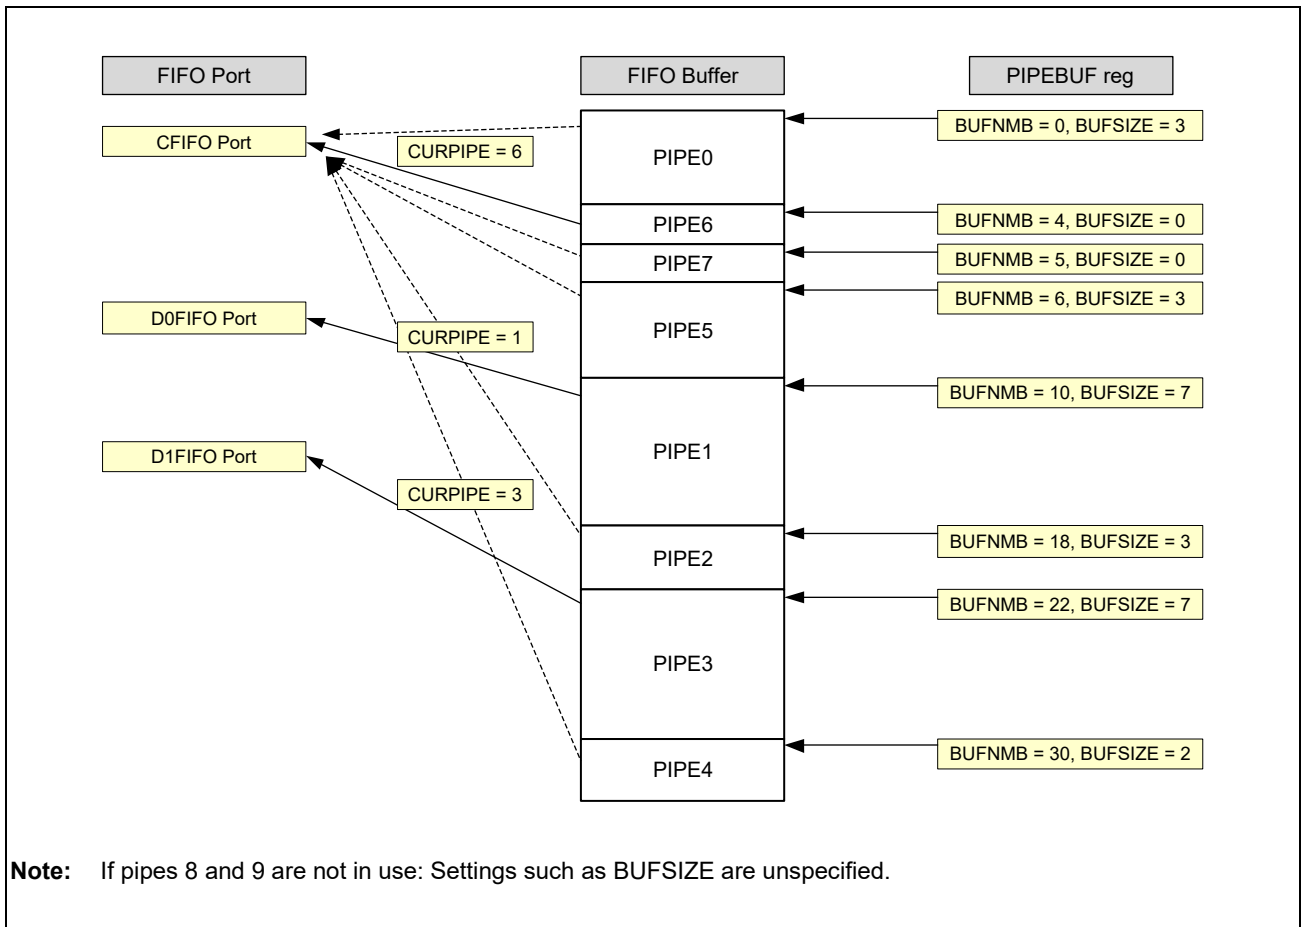 FIFO Port
FIFO Buffer
PIPEBUF reg
CFIFO Port
CURPIPE = 6
D0FIFO Port
CURPIPE = 1
D1FIFO Port
CURPIPE = 3
PIPE0
PIPE6
PIPE7
PIPE5
PIPE1
PIPE2
PIPE3
PIPE4
BUFNMB = 0, BUFSIZE = 3
BUFNMB = 4, BUFSIZE = 0
BUFNMB = 5, BUFSIZE = 0
BUFNMB = 6, BUFSIZE = 3
BUFNMB = 10, BUFSIZE = 7
BUFNMB = 18, BUFSIZE = 3
BUFNMB = 22, BUFSIZE = 7
BUFNMB = 30, BUFSIZE = 2
Note: If pipes 8 and 9 are not in use: Settings such as BUFSIZE are unspecified.